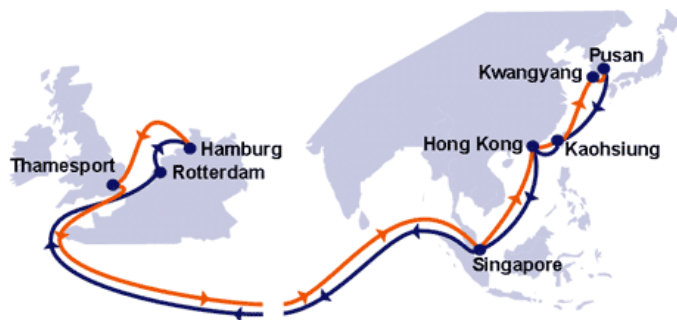 Pusan
Kwangyang
Hong Kong
Kaohsiung
Hamburg
Thamesport
Rotterdam
Singapore